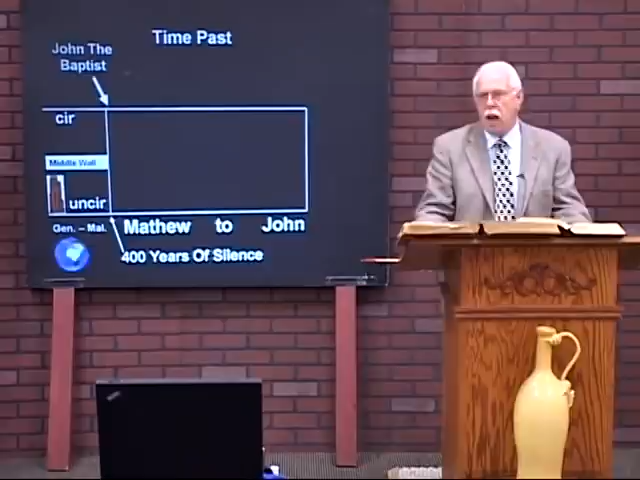 Time Past
John The
Baptist
cir
Middle Wall
uncir
Gen. - Mal.
Mathew to John
400 Years Of Silence